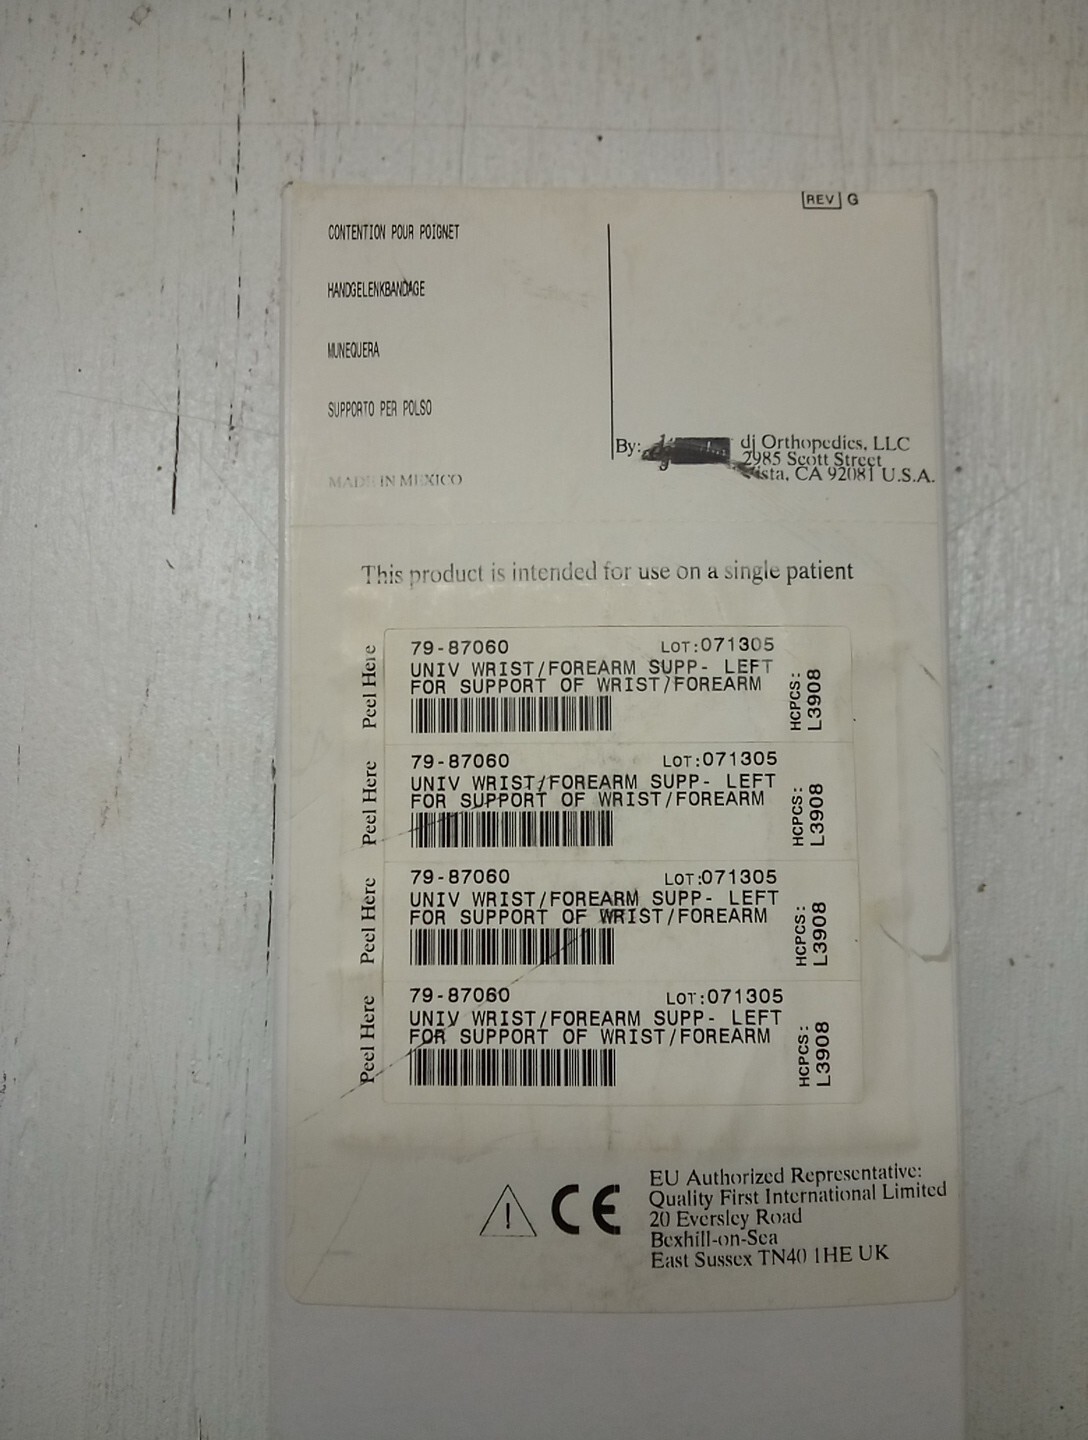 REV G
CONTENTION POUR POIGNET
HANDGELENKBANDAGE
MUNEQUERA
SUPPORTO PER POLSO
MADE IN MEXICO
By: dj Orthopedics, LLC
2985 Scott Street
ista, CA 92081 U.S.A.
This product is intended for use on a single patient
Peel Here
79-87060 LOT:071305
UNIV WRIST/FOREARM SUPP- LEFT
FOR SUPPORT OF WRIST/FOREARM
HCPCS:
L3908
Peel Here
79-87060 LOT:071305
UNIV WRIST/FOREARM SUPP- LEFT
FOR SUPPORT OF WRIST/FOREARM
HCPCS:
L3908
Peel Here
79-87060 LOT:071305
UNIV WRIST/FOREARM SUPP- LEFT
FOR SUPPORT OF WRIST/FOREARM
HCPCS:
L3908
Peel Here
79-87060 LOT:071305
UNIV WRIST/FOREARM SUPP- LEFT
FOR SUPPORT OF WRIST/FOREARM
HCPCS:
L3908
CE
EU Authorized Representative:
Quality First International Limited
20 Eversley Road
Bexhill-on-Sea
East Sussex TN40 1HE UK